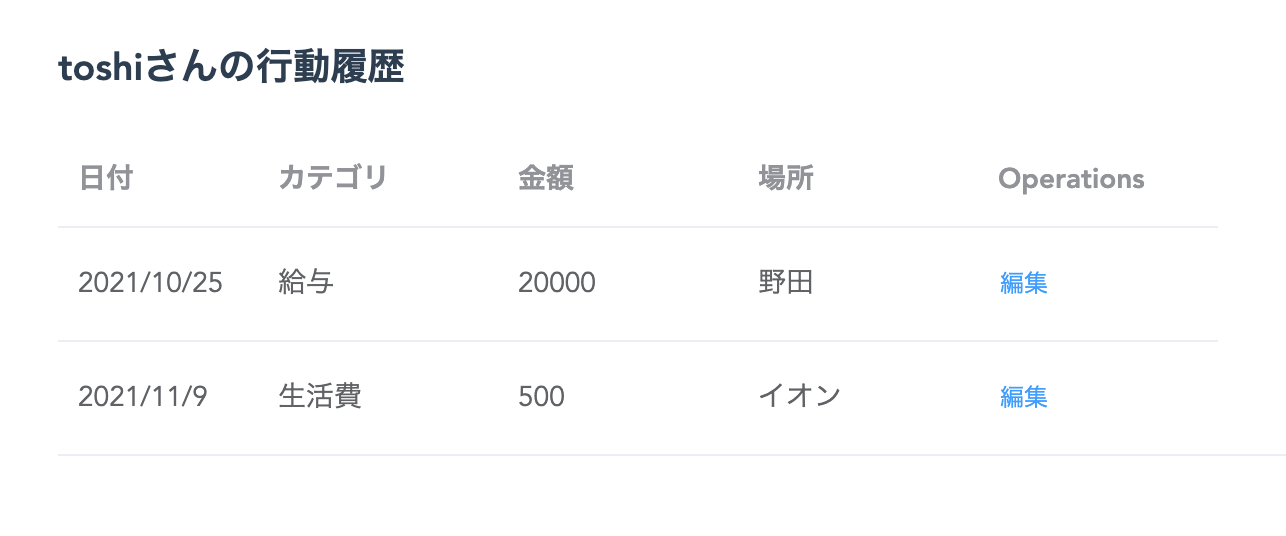 toshiさんの行動履歴
日付 カテゴリ 金額 場所 Operations
2021/10/25 給与 20000 野田 編集
2021/11/9 生活費 500 イオン 編集